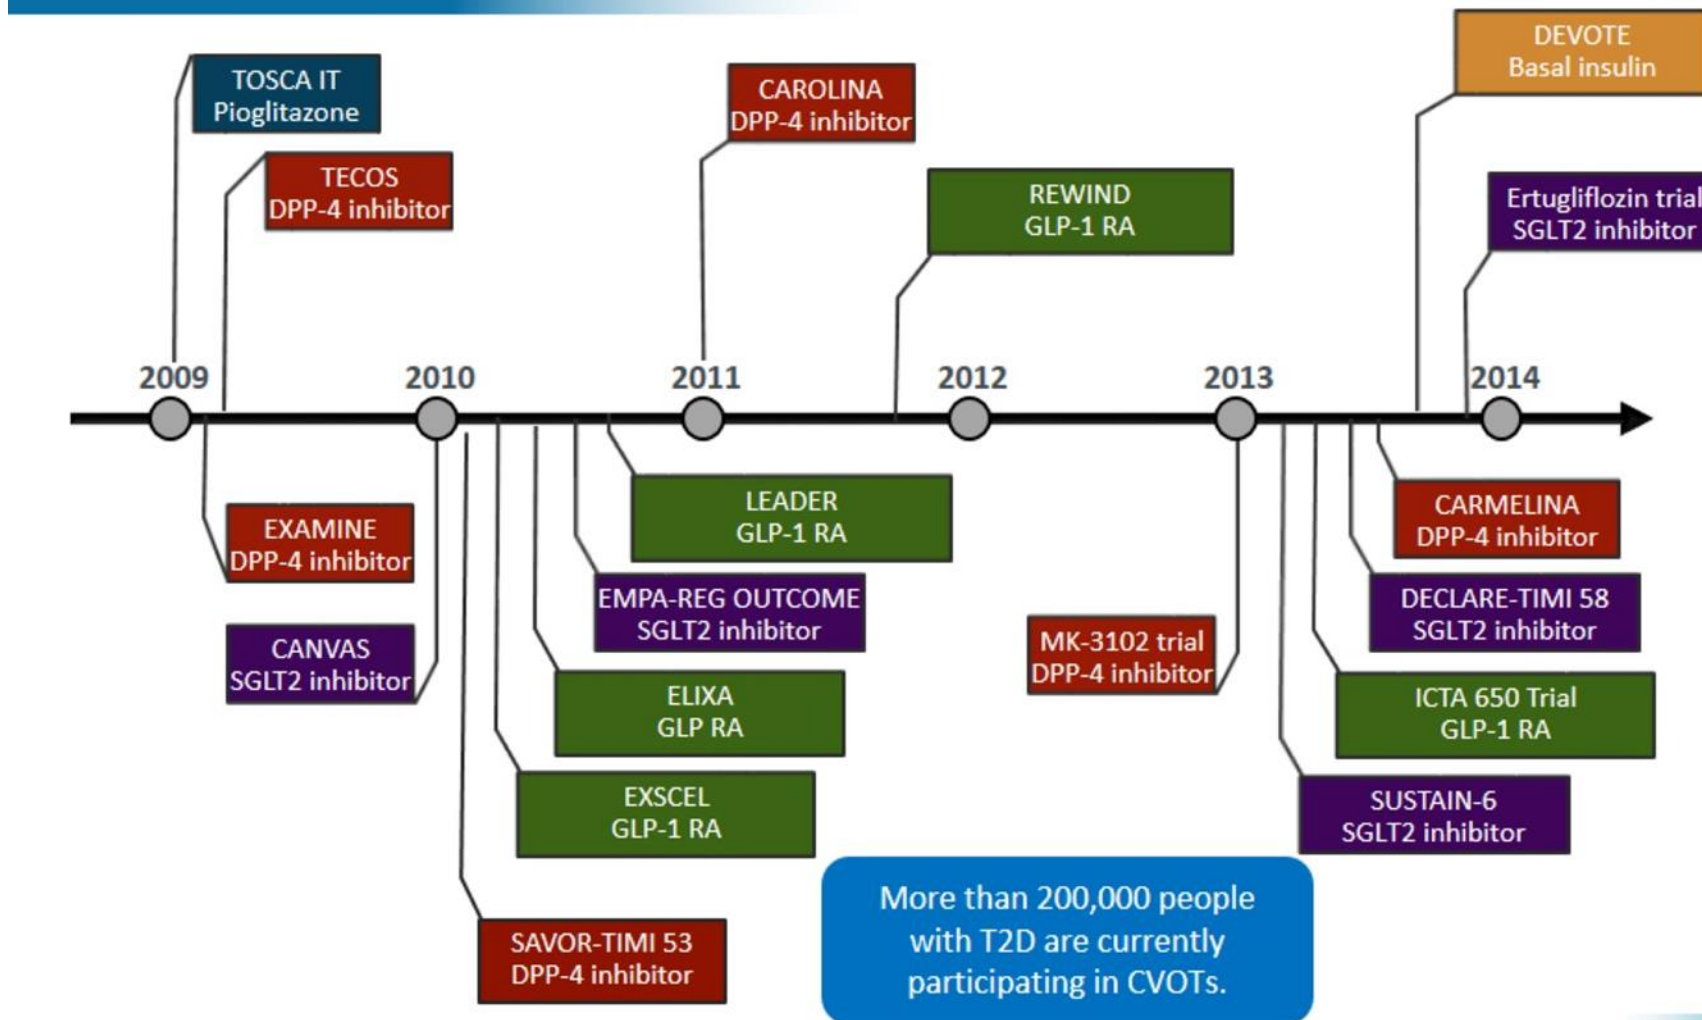 DEVOTE
Basal insulin
TOSCA IT
Pioglitazone
CAROLINA
DPP-4 inhibitor
TECOS
DPP-4 inhibitor
REWIND
GLP-1 RA
Ertugliflozin trial
SGLT2 inhibitor
2009
2010
2011
2012
2013
2014
LEADER
GLP-1 RA
CARMELINA
DPP-4 inhibitor
EXAMINE
DPP-4 inhibitor
EMPA-REG OUTCOME
SGLT2 inhibitor
DECLARE-TIMI 58
SGLT2 inhibitor
CANVAS
SGLT2 inhibitor
MK-3102 trial
DPP-4 inhibitor
ELIXA
GLP RA
ICTA 650 Trial
GLP-1 RA
EXSCEL
GLP-1 RA
SUSTAIN-6
SGLT2 inhibitor
More than 200,000 people
with T2D are currently
participating in CVOTs.
SAVOR-TIMI 53
DPP-4 inhibitor